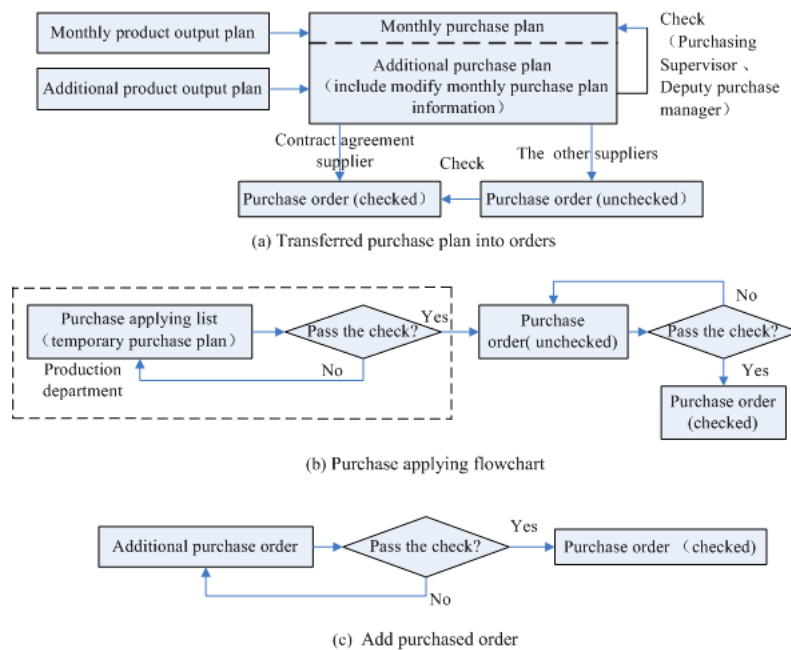 Monthly product output plan
Additional product output plan
Monthly purchase plan
Additional purchase plan
（include modify monthly purchase plan
information）
Check
（Purchasing
Supervisor 、
Deputy purchase
manager）
Contract agreement
supplier
Check
The other suppliers
Purchase order (checked）
Purchase order (unchecked）
(a) Transferred purchase plan into orders
Purchase applying list
（temporary purchase plan）
Pass the check?
Yes
No
Production
department
Purchase
order( unchecked)
Pass the check?
No
Yes
Purchase order
(checked)
(b) Purchase applying flowchart
Additional purchase order
Pass the check?
Yes
No
Purchase order （checked)
(c) Add purchased order